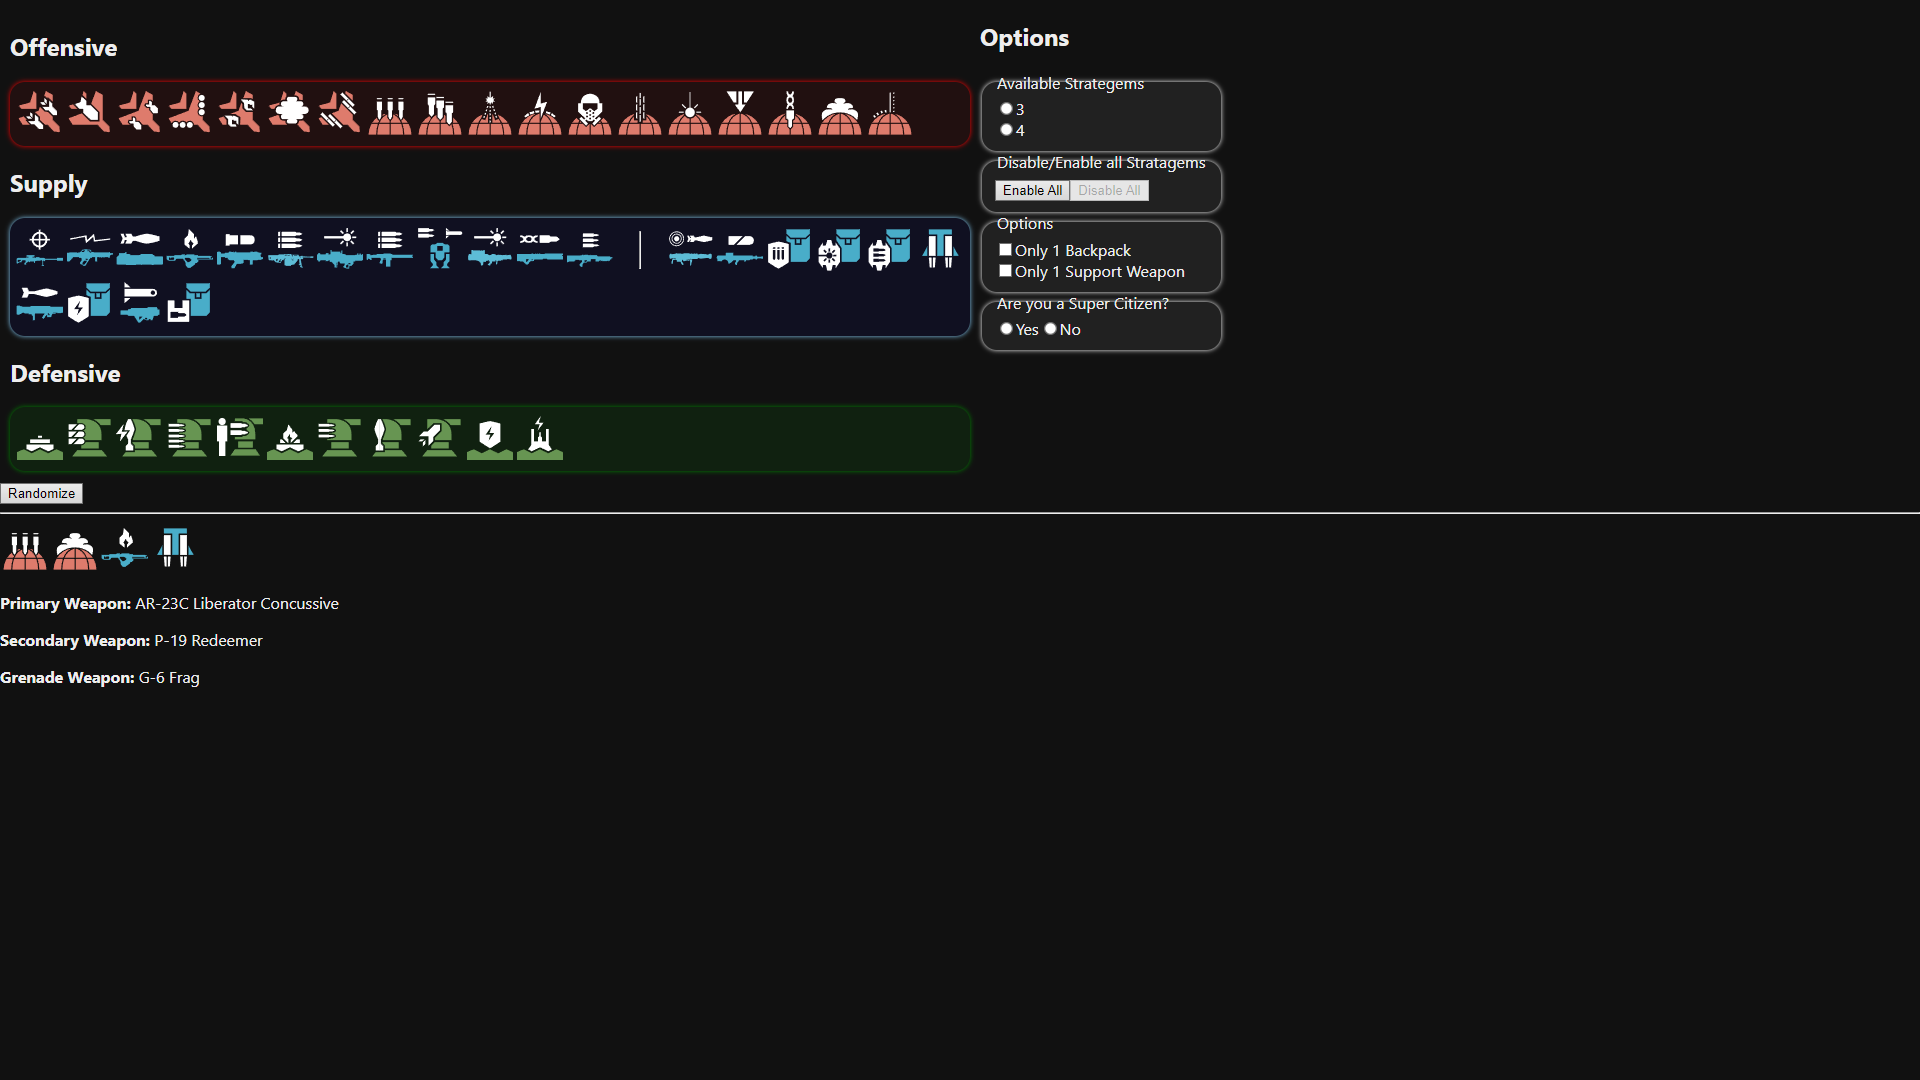 Offensive
Options
Available Strategems
3
4
Supply
Disable/Enable all Stratagems
Enable All Disable All
Options
Only 1 Backpack
Only 1 Support Weapon
Are you a Super Citizen?
Yes No
Defensive
Randomize
Primary Weapon: AR-23C Liberator Concussive
Secondary Weapon: P-19 Redeemer
Grenade Weapon: G-6 Frag